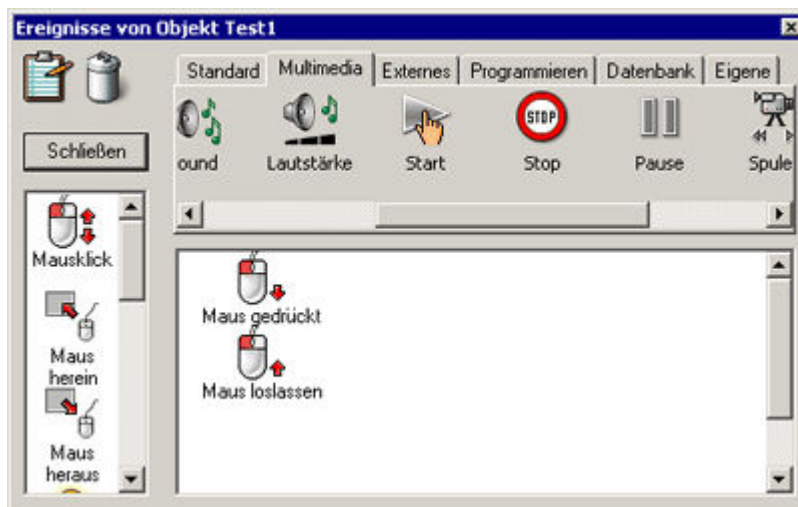 Ereignisse von Objekt Test1
Standard Multimedia Externes Programmieren Datenbank Eigene
ound Lautstärke Start STOP Stop Pause Spule
Schließen
Mausklick
Maus
herein
Maus
heraus
Maus gedrückt
Maus loslassen